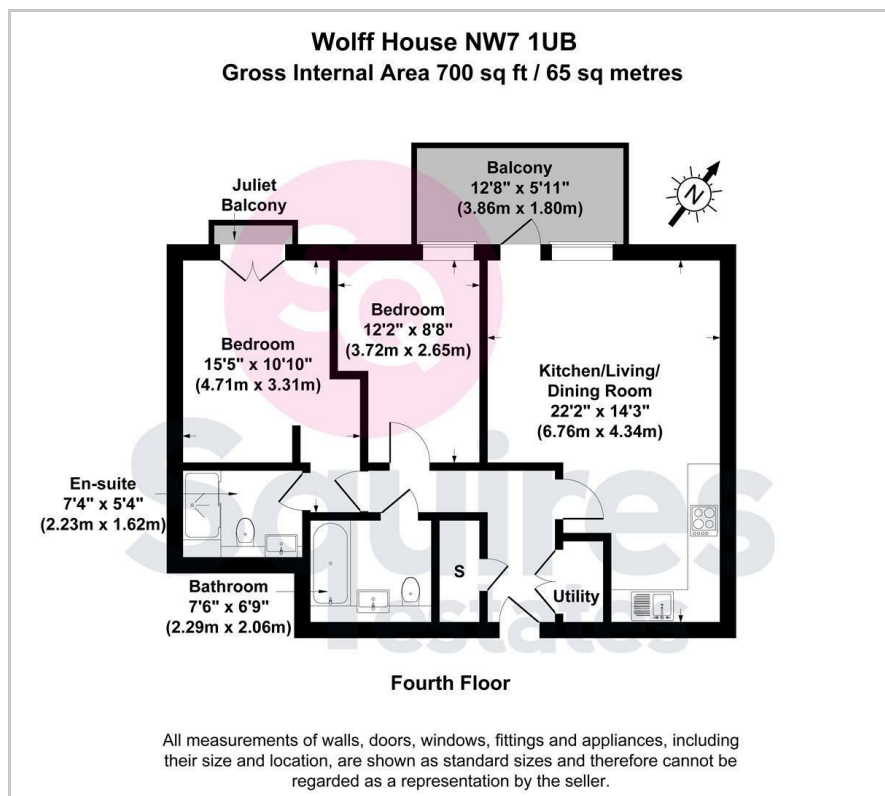 Wolff House NW7 1UB
Gross Internal Area 700 sq ft / 65 sq metres
Juliet
Balcony
Balcony
12'8" x 5'11"
(3.86m x 1.80m)
N
Bedroom
15'5" x 10'10"
(4.71m x 3.31m)
Bedroom
12'2" x 8'8"
(3.72m x 2.65m)
Kitchen/Living/
Dining Room
22'2" x 14'3"
(6.76m x 4.34m)
En-suite
7'4" x 5'4"
(2.23m x 1.62m)
Bathroom
7'6" x 6'9"
(2.29m x 2.06m)
S
Utility
SQ
Squires
estates
Fourth Floor
All measurements of walls, doors, windows, fittings and appliances, including
their size and location, are shown as standard sizes and therefore cannot be
regarded as a representation by the seller.